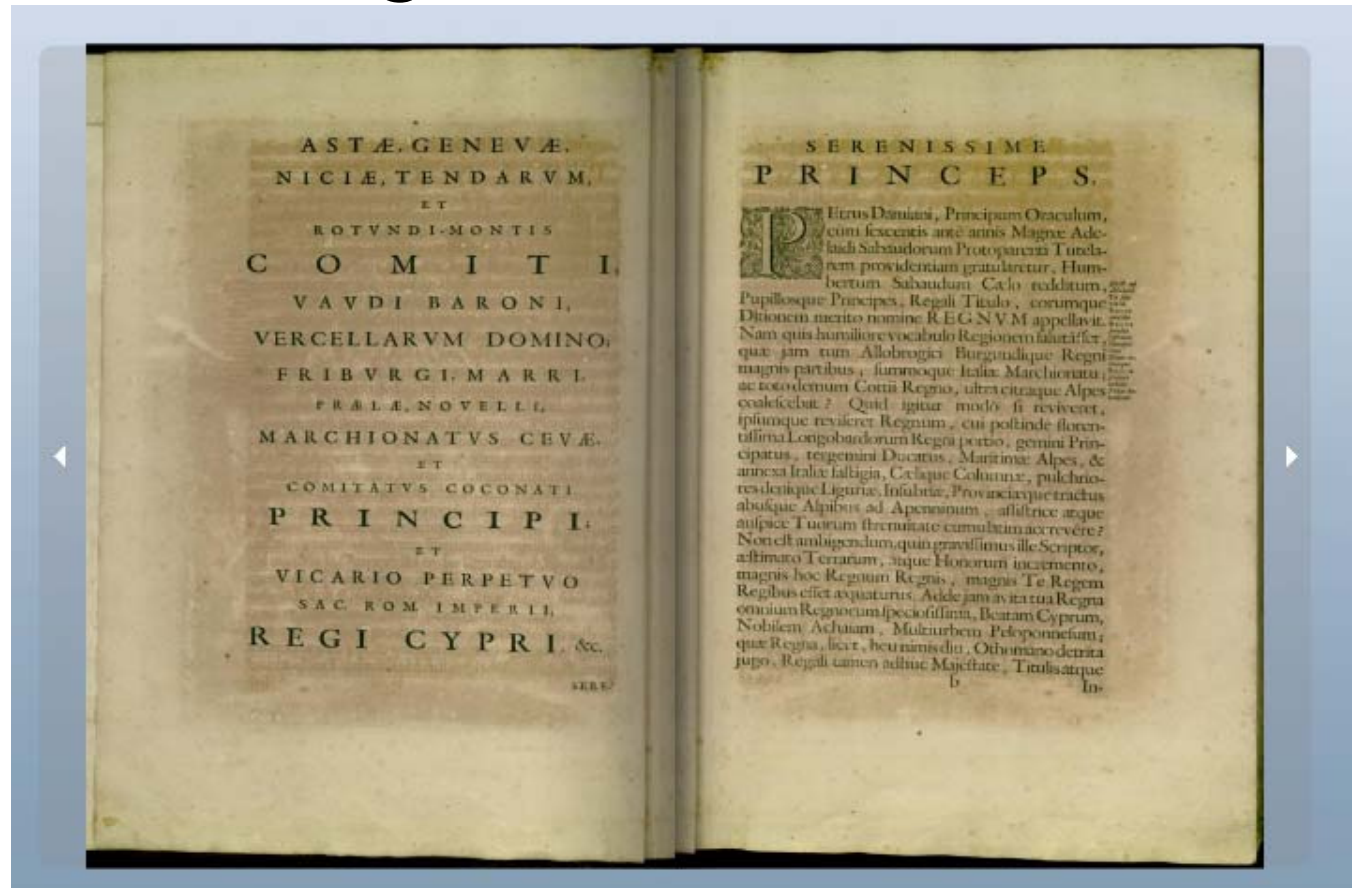 ASTÆ, GENEVÆ,
NICIÆ, TENDARVM,
ET
ROTVNDI-MONTIS
COMITI,
VAVDI BARONI,
VERCELLARVM DOMINO,
FRIBVRGI, MARRI,
PRÆLÆ, NOVELLI,
MARCHIONATVS CEVÆ,
ET
COMITATVS COCONATI
PRINCIPI;
ET
VICARIO PERPETVO
SAC. ROM. IMPERII,
REGI CYPRI, &c.
SERE-
SERENISSIME
PRINCEPS.
PEtrus Damiani, Principum Oraculum,
cùm sexcentis antè annis Magnæ Ade-
laidi Sabaudorum Protoparenti Tutela-
rem providentiam gratularetur, Hum-
bertum Sabaudum Cælo redditum,
Pupillosque Principes, Regali Titulo, eorumque
Ditionem merito nomine REGNVM appellavit.
Nam quis humiliore vocabulo Regionem salutâsset,
quæ jam tum Allobrogici Burgundique Regni
magnis partibus, summoque Italiæ Marchionatu,
ac toto demum Cottii Regno, ultra citraque Alpes
coalescebat? Quid igitur modò si revivisceret,
ipsumque reviseret Regnum, cui postinde floren-
tissima Longobardorum Regni portio, gemini Prin-
cipatus, tergemini Ducatus, Maritimæ Alpes, &
annexa Italiæ fastigia, Cælique Columnæ, pulchrio-
res denique Liguriæ, Insubriæ, Provinciæque tractus
abusque Alpibus ad Apenninum, assistrice atque
auspice Tuorum strenuitate cumulatim accrevêre?
Non est ambigendum, quin gravissimus ille Scriptor,
æstimato Terrarum, atque Honorum incremento,
magnis hoc Regnum Regnis, magnis Te Regem
Regibus esset æquaturus. Adde jam avita tua Regna
omnium Regnorum speciosissima, Beatam Cyprum,
Nobilem Achaiam, Multiurbem Peloponnesum;
quæ Regna, licet, heu nimis diu, Othomano detrita
jugo, Regali tamen adhuc Majestate, Titulis atque
b In-